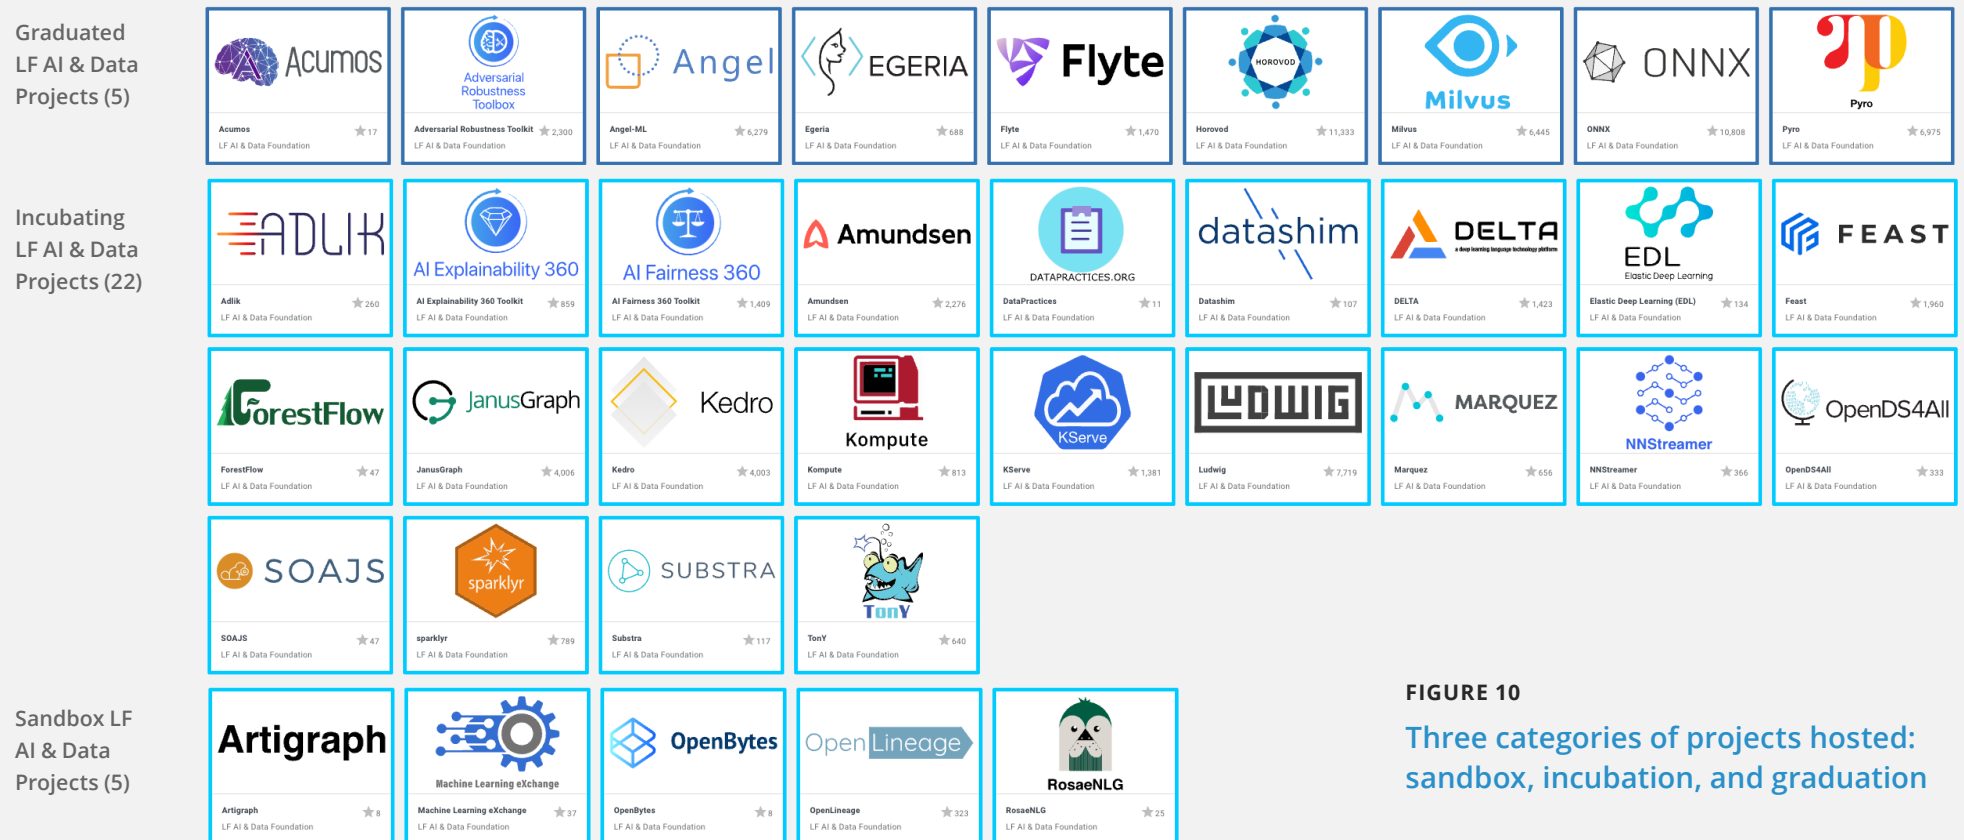 Graduated
LF AI & Data
Projects (5)
Acumos
Acumos
17
LF AI & Data Foundation
Adversarial
Robustness
Toolbox
Adversarial Robustness Toolkit
2,300
LF AI & Data Foundation
Angel
Angel-ML
6,279
LF AI & Data Foundation
EGERIA
Egeria
688
LF AI & Data Foundation
Flyte
Flyte
1,470
LF AI & Data Foundation
HOROVOD
Horovod
11,333
LF AI & Data Foundation
Milvus
Milvus
6,445
LF AI & Data Foundation
ONNX
ONNX
10,808
LF AI & Data Foundation
Pyro
Pyro
6,975
LF AI & Data Foundation
Incubating
LF AI & Data
Projects (22)
ADLIK
Adlik
260
LF AI & Data Foundation
AI Explainability 360
AI Explainability 360 Toolkit
859
LF AI & Data Foundation
AI Fairness 360
AI Fairness 360 Toolkit
1,409
LF AI & Data Foundation
Amundsen
Amundsen
2,276
LF AI & Data Foundation
DATAPRACTICES.ORG
DataPractices
11
LF AI & Data Foundation
datashim
Datashim
107
LF AI & Data Foundation
DELTA
a deep learning language technology platform
DELTA
1,423
LF AI & Data Foundation
EDL
Elastic Deep Learning
Elastic Deep Learning (EDL)
134
LF AI & Data Foundation
FEAST
Feast
1,960
LF AI & Data Foundation
ForestFlow
ForestFlow
47
LF AI & Data Foundation
JanusGraph
JanusGraph
4,006
LF AI & Data Foundation
Kedro
Kedro
4,003
LF AI & Data Foundation
Kompute
Kompute
813
LF AI & Data Foundation
KServe
KServe
1,381
LF AI & Data Foundation
LUDWIG
Ludwig
7,719
LF AI & Data Foundation
MARQUEZ
Marquez
656
LF AI & Data Foundation
NNStreamer
NNStreamer
366
LF AI & Data Foundation
OpenDS4All
OpenDS4All
333
LF AI & Data Foundation
SOAJS
SOAJS
47
LF AI & Data Foundation
sparklyr
sparklyr
789
LF AI & Data Foundation
SUBSTRA
Substra
117
LF AI & Data Foundation
TonY
TonY
640
LF AI & Data Foundation
Sandbox LF
AI & Data
Projects (5)
Artigraph
Artigraph
8
LF AI & Data Foundation
Machine Learning eXchange
Machine Learning eXchange
37
LF AI & Data Foundation
OpenBytes
OpenBytes
8
LF AI & Data Foundation
Open Lineage
OpenLineage
323
LF AI & Data Foundation
RosaeNLG
RosaeNLG
25
LF AI & Data Foundation
FIGURE 10
Three categories of projects hosted:
sandbox, incubation, and graduation